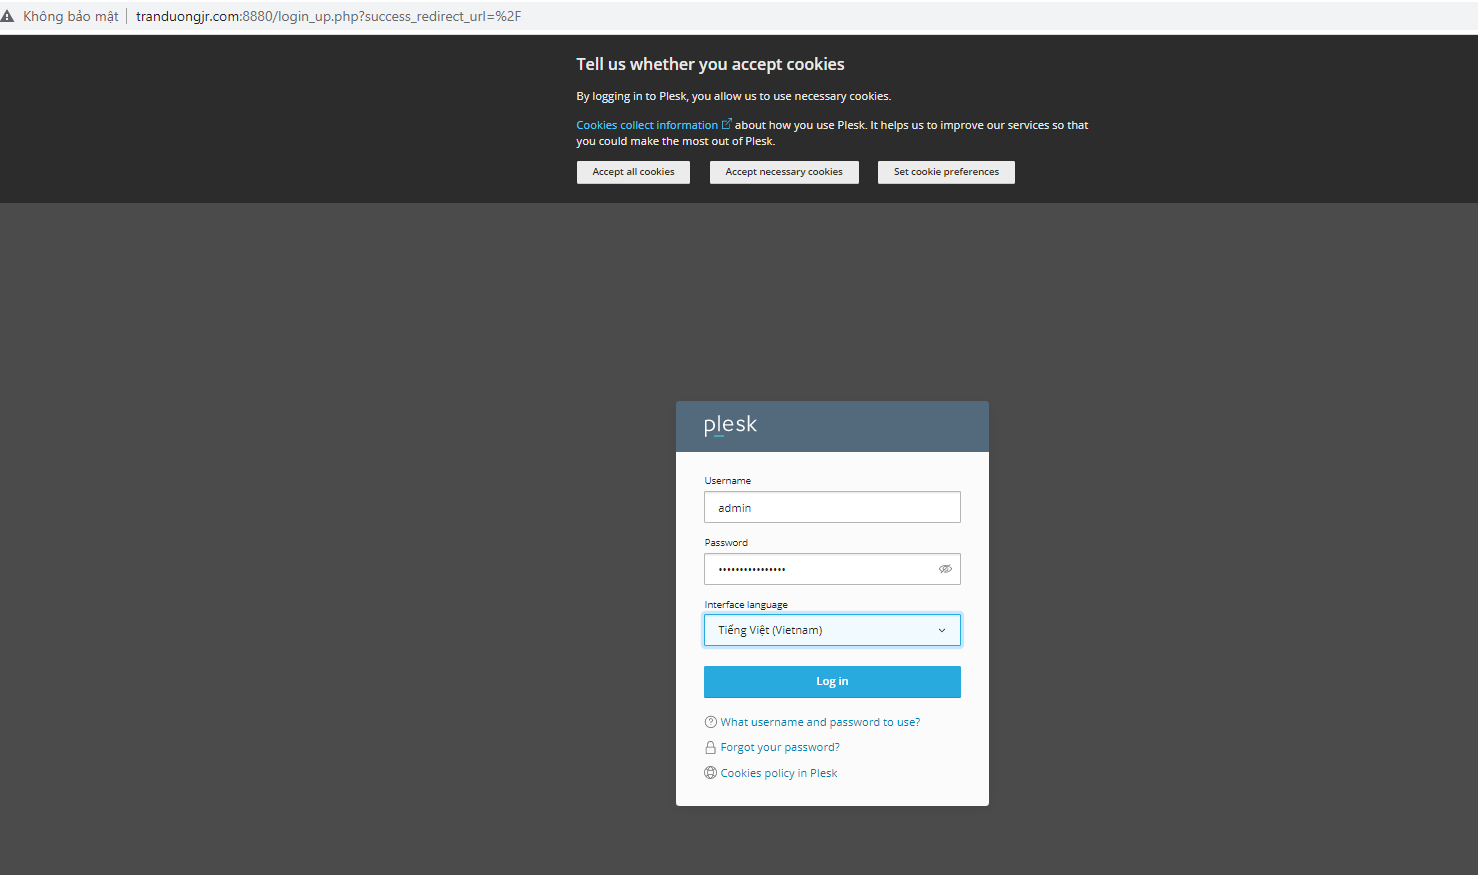 Không bảo mật tranduongjr.com:8880/login_up.php?success_redirect_url=%2F
Tell us whether you accept cookies
By logging in to Plesk, you allow us to use necessary cookies.
Cookies collect information about how you use Plesk. It helps us to improve our services so that
you could make the most out of Plesk.
Accept all cookies Accept necessary cookies Set cookie preferences
plesk
Username
admin
Password
••••••••••••••••
Interface language
Tiếng Việt (Vietnam)
Log in
What username and password to use?
Forgot your password?
Cookies policy in Plesk